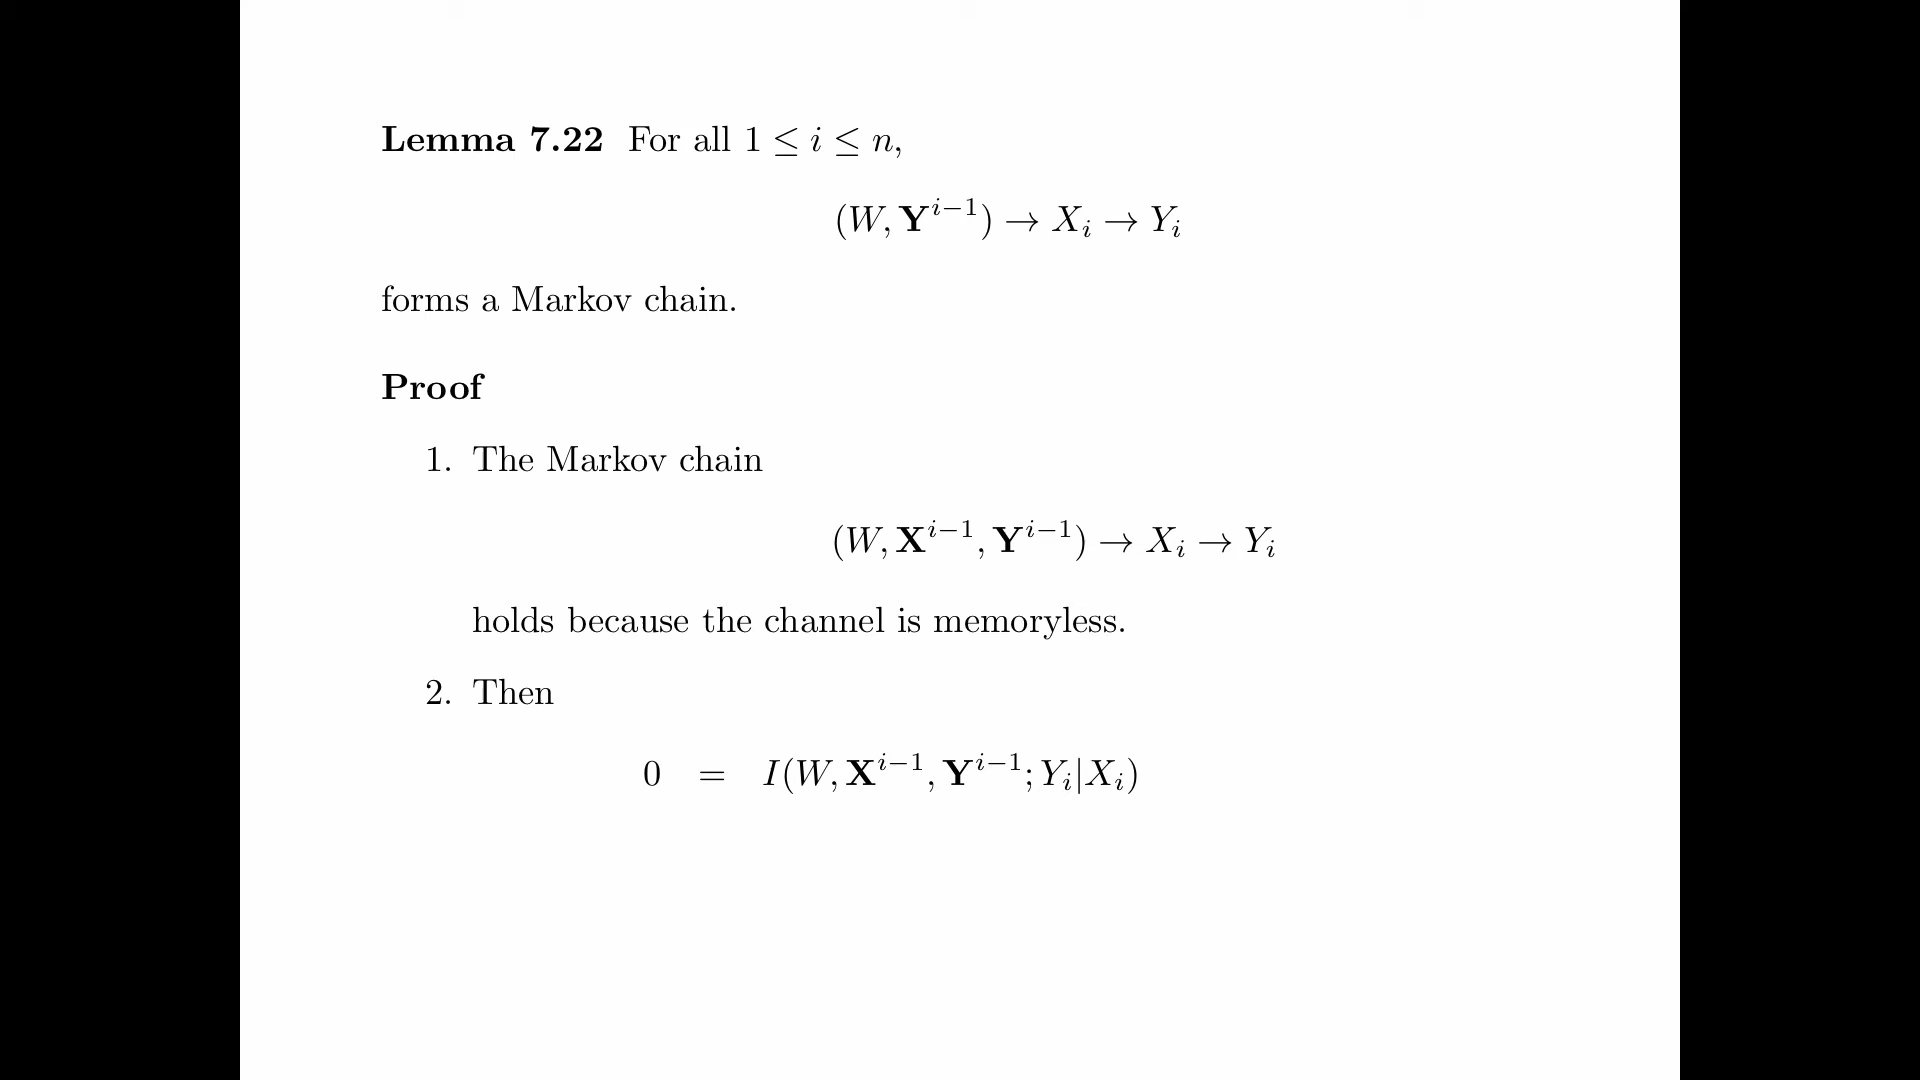 Lemma 7.22 For all 1 ≤ i ≤ n,
(W, Y^{i−1}) → X_i → Y_i
forms a Markov chain.
Proof
1. The Markov chain
(W, X^{i−1}, Y^{i−1}) → X_i → Y_i
holds because the channel is memoryless.
2. Then
0 = I(W, X^{i−1}, Y^{i−1}; Y_i|X_i)